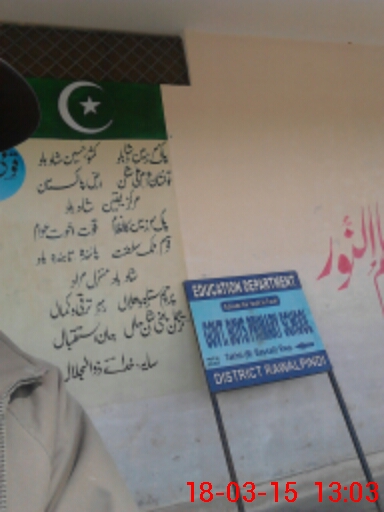 قومی
پاک سرزمین شاد باد    کشور حسین شاد باد
تو نشان عزم عالی شان    ارض پاکستان
مرکز یقین شاد باد
پاک سرزمین کا نظام    قوت اخوت عوام
قوم ملک سلطنت    پائندہ تابندہ باد
شاد باد منزل مراد
پرچم ستارہ و ہلال    رہبر ترقی و کمال
ترجمان ماضی شان حال    جان استقبال
سایہ خدائے ذوالجلال
النور
EDUCATION DEPARTMENT
GOVT. BOYS PRIMARY SCHOOL
DISTRICT RAWALPINDI
18-03-15 13:03